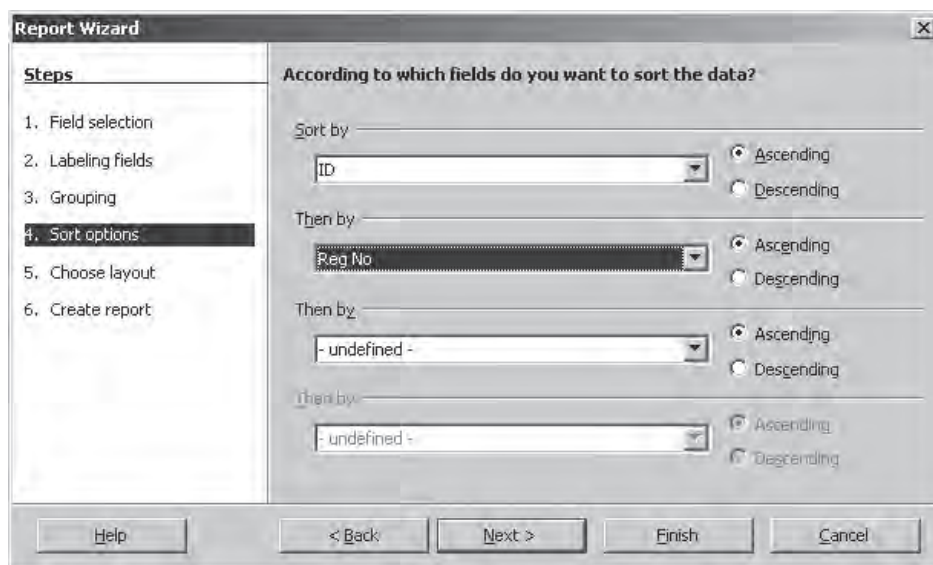 Report Wizard
Steps
1. Field selection
2. Labeling fields
3. Grouping
4. Sort options
5. Choose layout
6. Create report
According to which fields do you want to sort the data?
Sort by
ID
Ascending
Descending
Then by
Reg No
Ascending
Descending
Then by
- undefined -
Ascending
Descending
Then by
- undefined -
Ascending
Descending
Help
< Back
Next >
Finish
Cancel